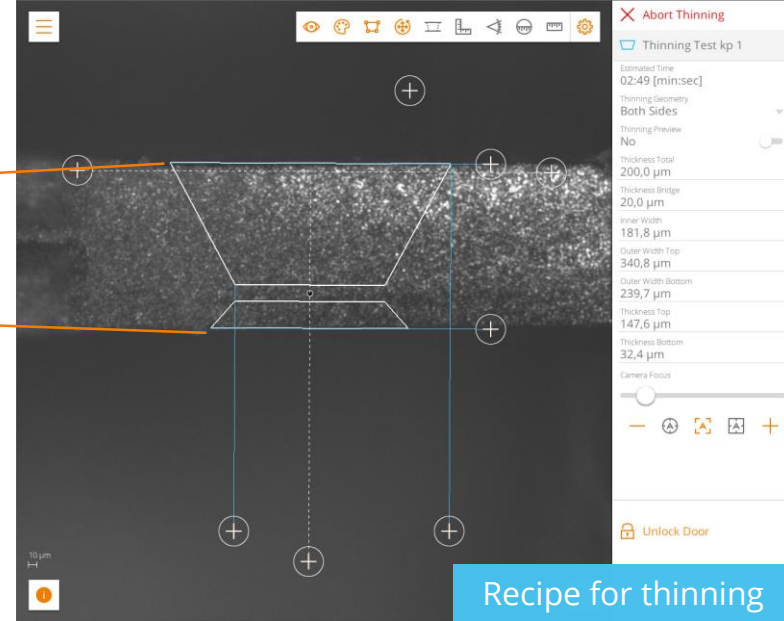 Abort Thinning
Thinning Test kp 1
Estimated Time
02:49 [min:sec]
Thinning Geometry
Both Sides
Thinning Preview
No
Thickness Total
200,0 µm
Thickness Bridge
20,0 µm
Inner Width
181,8 µm
Outer Width Top
340,8 µm
Outer Width Bottom
239,7 µm
Thickness Top
147,6 µm
Thickness Bottom
32,4 µm
Camera Focus
A A A
Unlock Door
10 µm
Recipe for thinning